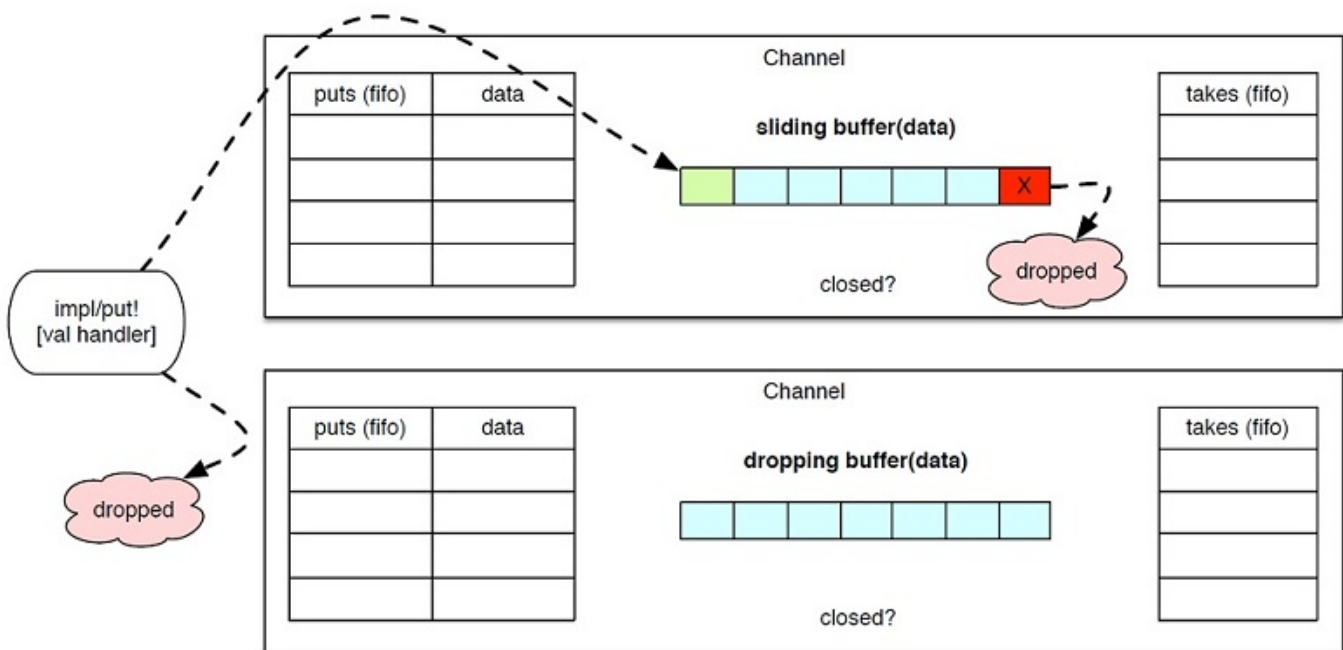 Channel
puts (fifo) data
takes (fifo)
sliding buffer(data)
X
dropped
closed?
impl/put!
[val handler]
Channel
puts (fifo) data
takes (fifo)
dropping buffer(data)
dropped
closed?